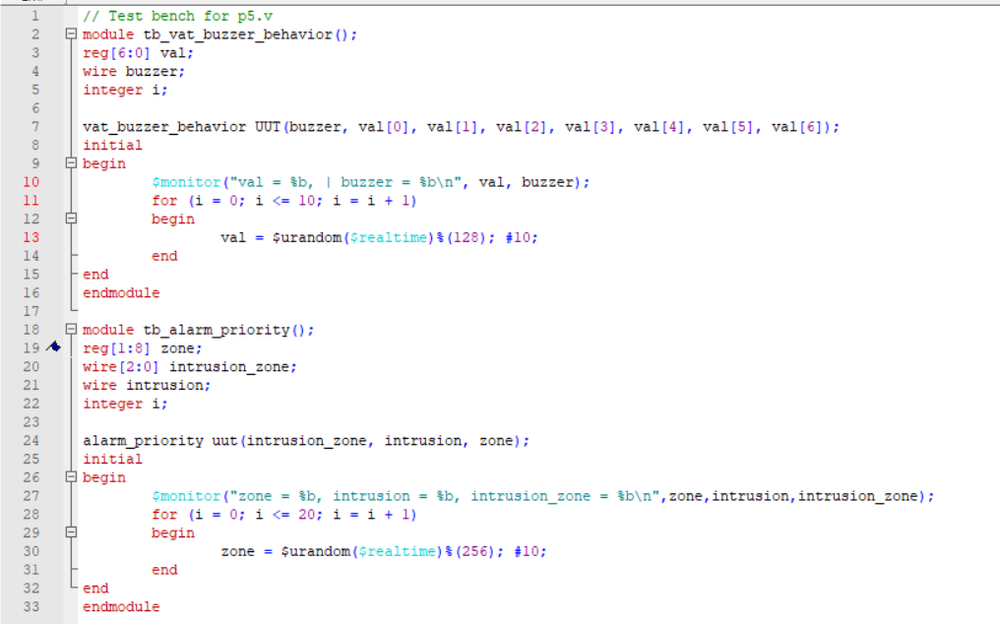 1 // Test bench for p5.v
2 module tb_vat_buzzer_behavior();
3 reg[6:0] val;
4 wire buzzer;
5 integer i;
6
7 vat_buzzer_behavior UUT(buzzer, val[0], val[1], val[2], val[3], val[4], val[5], val[6]);
8 initial
9 begin
10 $monitor("val = %b, | buzzer = %b\n", val, buzzer);
11 for (i = 0; i <= 10; i = i + 1)
12 begin
13 val = $urandom($realtime)%(128); #10;
14 end
15 end
16 endmodule
17
18 module tb_alarm_priority();
19 reg[1:8] zone;
20 wire[2:0] intrusion_zone;
21 wire intrusion;
22 integer i;
23
24 alarm_priority uut(intrusion_zone, intrusion, zone);
25 initial
26 begin
27 $monitor("zone = %b, intrusion = %b, intrusion_zone = %b\n",zone,intrusion,intrusion_zone);
28 for (i = 0; i <= 20; i = i + 1)
29 begin
30 zone = $urandom($realtime)%(256); #10;
31 end
32 end
33 endmodule